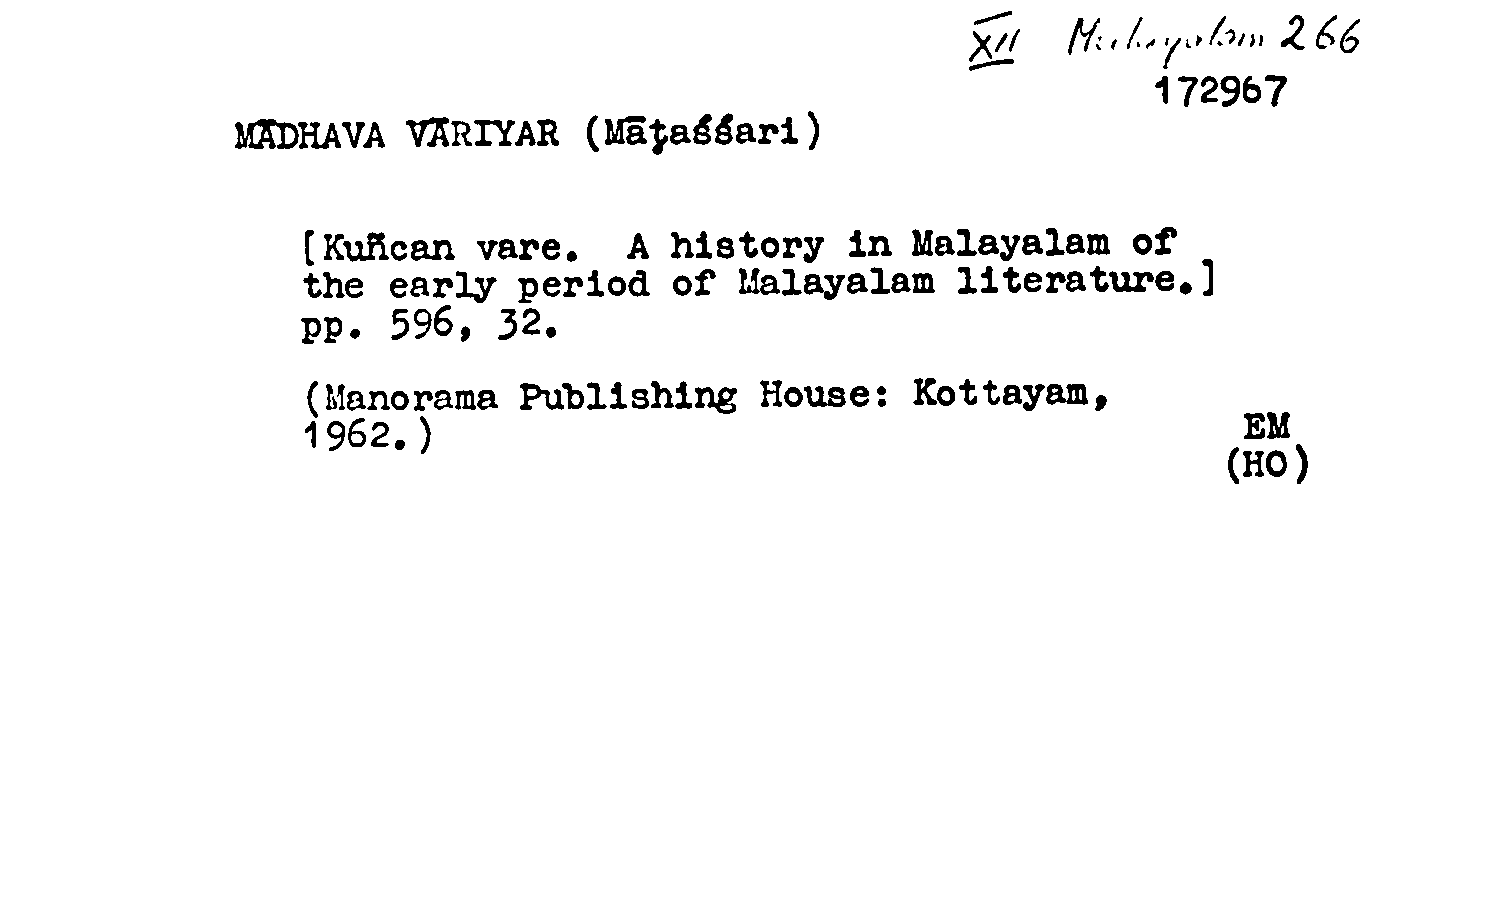 XII Malayalam 266
172967
MĀDHAVA VĀRIYAR (Māṭaśśari)
[Kuñcan vare. A history in Malayalam of
the early period of Malayalam literature.]
pp. 596, 32.
(Manorama Publishing House: Kottayam,
1962.)
EM
(HO)